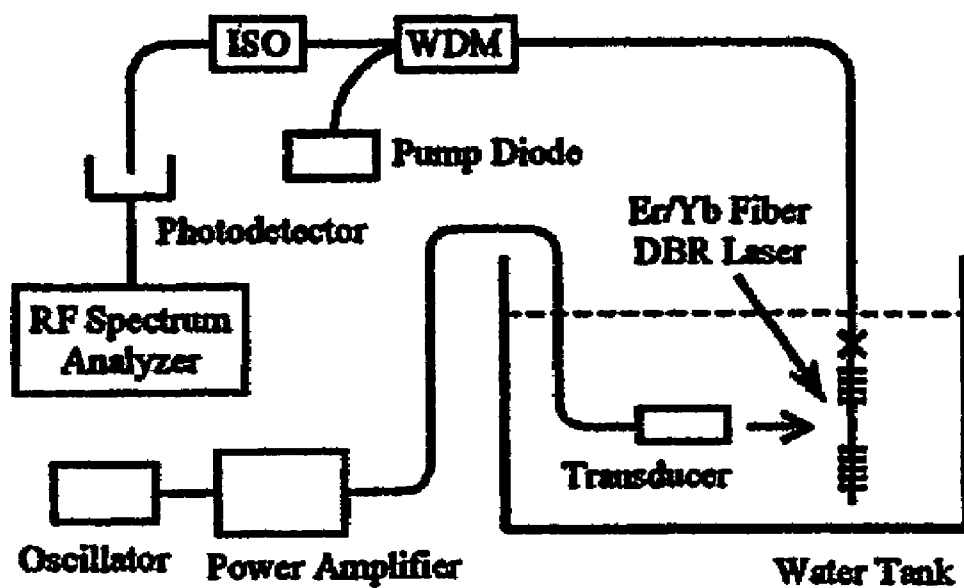 ISO
WDM
Pump Diode
Photodetector
Er/Yb Fiber
DBR Laser
RF Spectrum
Analyzer
Transducer
Oscillator
Power Amplifier
Water Tank